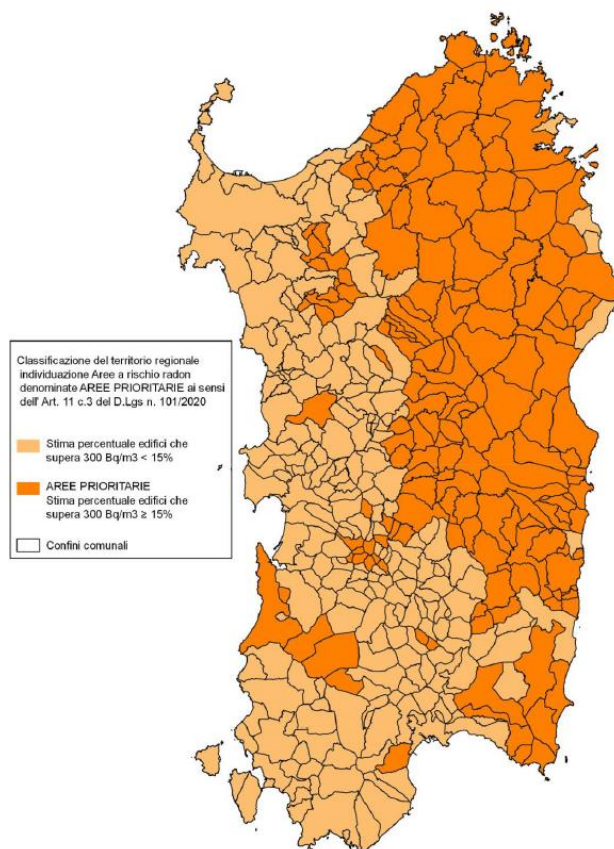 Classificazione del territorio regionale
individuazione Aree a rischio radon
denominate AREE PRIORITARIE ai sensi
dell' Art. 11 c.3 del D.Lgs n. 101/2020
Stima percentuale edifici che
supera 300 Bq/m3 < 15%
AREE PRIORITARIE
Stima percentuale edifici che
supera 300 Bq/m3 ≥ 15%
Confini comunali